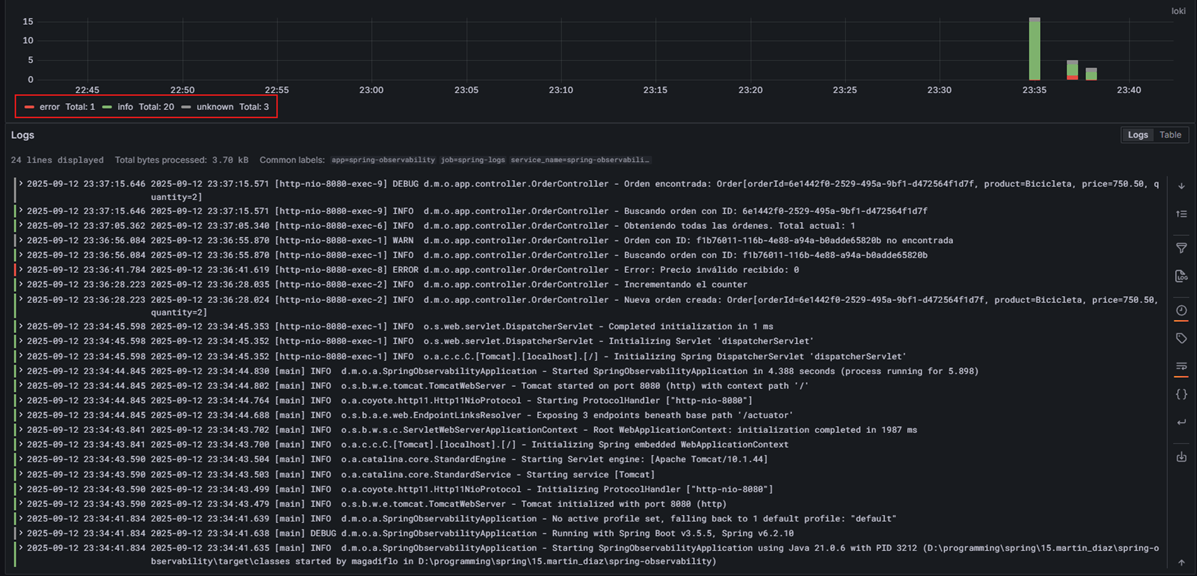 loki
15
10
5
0
22:45 22:50 22:55 23:00 23:05 23:10 23:15 23:20 23:25 23:30 23:35 23:40
error Total: 1 info Total: 20 unknown Total: 3
Logs
Logs Table
24 lines displayed Total bytes processed: 3.70 kB Common labels: app=spring-observability job=spring-logs service_name=spring-observabili…
2025-09-12 23:37:15.646 2025-09-12 23:37:15.571 [http-nio-8080-exec-9] DEBUG d.m.o.app.controller.OrderController - Orden encontrada: Order[orderId=6e1442f0-2529-495a-9bf1-d472564f1d7f, product=Bicicleta, price=750.50, q
uantity=2]
2025-09-12 23:37:15.646 2025-09-12 23:37:15.571 [http-nio-8080-exec-9] INFO d.m.o.app.controller.OrderController - Buscando orden con ID: 6e1442f0-2529-495a-9bf1-d472564f1d7f
2025-09-12 23:37:05.362 2025-09-12 23:37:05.340 [http-nio-8080-exec-6] INFO d.m.o.app.controller.OrderController - Obteniendo todas las órdenes. Total actual: 1
2025-09-12 23:36:56.084 2025-09-12 23:36:55.870 [http-nio-8080-exec-1] WARN d.m.o.app.controller.OrderController - Orden con ID: f1b76011-116b-4e88-a94a-b0adde65820b no encontrada
2025-09-12 23:36:56.084 2025-09-12 23:36:55.870 [http-nio-8080-exec-1] INFO d.m.o.app.controller.OrderController - Buscando orden con ID: f1b76011-116b-4e88-a94a-b0adde65820b
2025-09-12 23:36:41.784 2025-09-12 23:36:41.619 [http-nio-8080-exec-8] ERROR d.m.o.app.controller.OrderController - Error: Precio inválido recibido: 0
2025-09-12 23:36:28.223 2025-09-12 23:36:28.035 [http-nio-8080-exec-2] INFO d.m.o.app.controller.OrderController - Incrementando el counter
2025-09-12 23:36:28.223 2025-09-12 23:36:28.024 [http-nio-8080-exec-2] INFO d.m.o.app.controller.OrderController - Nueva orden creada: Order[orderId=6e1442f0-2529-495a-9bf1-d472564f1d7f, product=Bicicleta, price=750.50,
quantity=2]
2025-09-12 23:34:45.598 2025-09-12 23:34:45.353 [http-nio-8080-exec-1] INFO o.s.web.servlet.DispatcherServlet - Completed initialization in 1 ms
2025-09-12 23:34:45.598 2025-09-12 23:34:45.352 [http-nio-8080-exec-1] INFO o.s.web.servlet.DispatcherServlet - Initializing Servlet 'dispatcherServlet'
2025-09-12 23:34:45.598 2025-09-12 23:34:45.352 [http-nio-8080-exec-1] INFO o.a.c.c.C.[Tomcat].[localhost].[/] - Initializing Spring DispatcherServlet 'dispatcherServlet'
2025-09-12 23:34:44.845 2025-09-12 23:34:44.830 [main] INFO d.m.o.a.SpringObservabilityApplication - Started SpringObservabilityApplication in 4.388 seconds (process running for 5.898)
2025-09-12 23:34:44.845 2025-09-12 23:34:44.802 [main] INFO o.s.b.w.e.tomcat.TomcatWebServer - Tomcat started on port 8080 (http) with context path '/'
2025-09-12 23:34:44.845 2025-09-12 23:34:44.764 [main] INFO o.a.coyote.http11.Http11NioProtocol - Starting ProtocolHandler ["http-nio-8080"]
2025-09-12 23:34:44.845 2025-09-12 23:34:44.688 [main] INFO o.s.b.a.e.web.EndpointLinksResolver - Exposing 3 endpoints beneath base path '/actuator'
2025-09-12 23:34:43.841 2025-09-12 23:34:43.702 [main] INFO o.s.b.w.s.c.ServletWebServerApplicationContext - Root WebApplicationContext: initialization completed in 1987 ms
2025-09-12 23:34:43.841 2025-09-12 23:34:43.700 [main] INFO o.a.c.c.C.[Tomcat].[localhost].[/] - Initializing Spring embedded WebApplicationContext
2025-09-12 23:34:43.590 2025-09-12 23:34:43.504 [main] INFO o.a.catalina.core.StandardEngine - Starting Servlet engine: [Apache Tomcat/10.1.44]
2025-09-12 23:34:43.590 2025-09-12 23:34:43.503 [main] INFO o.a.catalina.core.StandardService - Starting service [Tomcat]
2025-09-12 23:34:43.590 2025-09-12 23:34:43.499 [main] INFO o.a.coyote.http11.Http11NioProtocol - Initializing ProtocolHandler ["http-nio-8080"]
2025-09-12 23:34:43.590 2025-09-12 23:34:43.479 [main] INFO o.s.b.w.e.tomcat.TomcatWebServer - Tomcat initialized with port 8080 (http)
2025-09-12 23:34:41.834 2025-09-12 23:34:41.639 [main] INFO d.m.o.a.SpringObservabilityApplication - No active profile set, falling back to 1 default profile: "default"
2025-09-12 23:34:41.834 2025-09-12 23:34:41.638 [main] DEBUG d.m.o.a.SpringObservabilityApplication - Running with Spring Boot v3.5.5, Spring v6.2.10
2025-09-12 23:34:41.834 2025-09-12 23:34:41.635 [main] INFO d.m.o.a.SpringObservabilityApplication - Starting SpringObservabilityApplication using Java 21.0.6 with PID 3212 (D:\programming\spring\15.martin_diaz\spring-o
bservability\target\classes started by magadiflo in D:\programming\spring\15.martin_diaz\spring-observability)